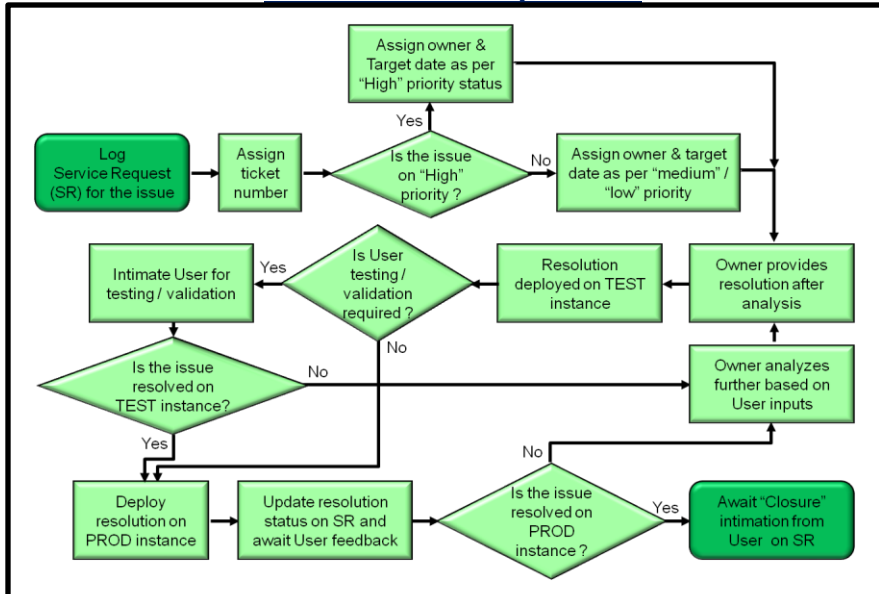 Assign owner &
Target date as per
“High” priority
status
Yes
Log
Service Request
(SR) for the issue
Assign
ticket
number
Is the issue
on “High”
priority ?
No
Assign owner & target
date as per “medium” /
“low” priority
Intimate User for
testing / validation
Yes
Is User
testing /
validation
required ?
No
Resolution
deployed on TEST
instance
Owner provides
resolution after
analysis
Is the issue
resolved on
TEST instance?
No
Yes
Owner analyzes
further based on
User inputs
Deploy
resolution on
PROD instance
Update resolution
status on SR and
await User feedback
No
Is the issue
resolved on
PROD
instance ?
Yes
Await “Closure”
intimation from
User on SR